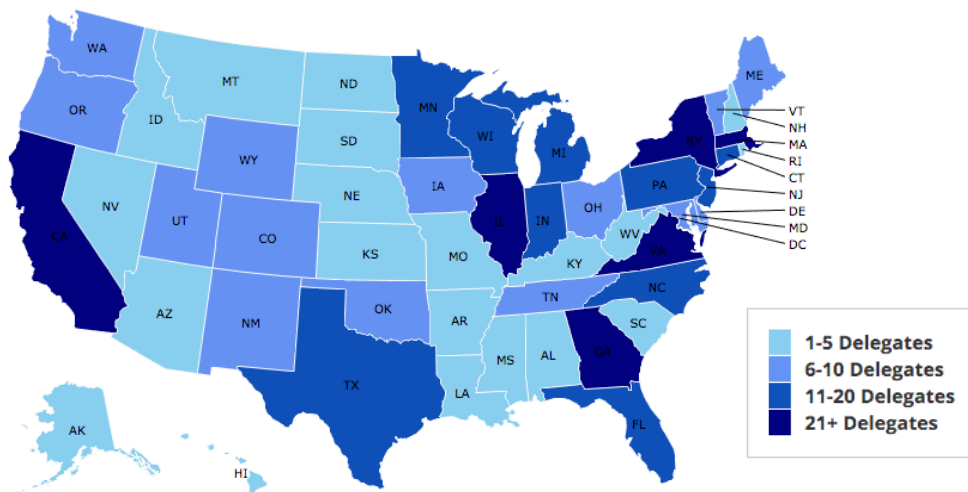 WA
MT
ND
MN
ME
OR
ID
SD
WI
MI
NY
VT
NH
MA
RI
CT
NJ
DE
MD
DC
WY
NE
IA
PA
NV
UT
CO
IL
IN
OH
WV
VA
CA
KS
MO
KY
AZ
NM
OK
AR
TN
NC
SC
MS
AL
GA
TX
LA
FL
AK
HI
1-5 Delegates
6-10 Delegates
11-20 Delegates
21+ Delegates